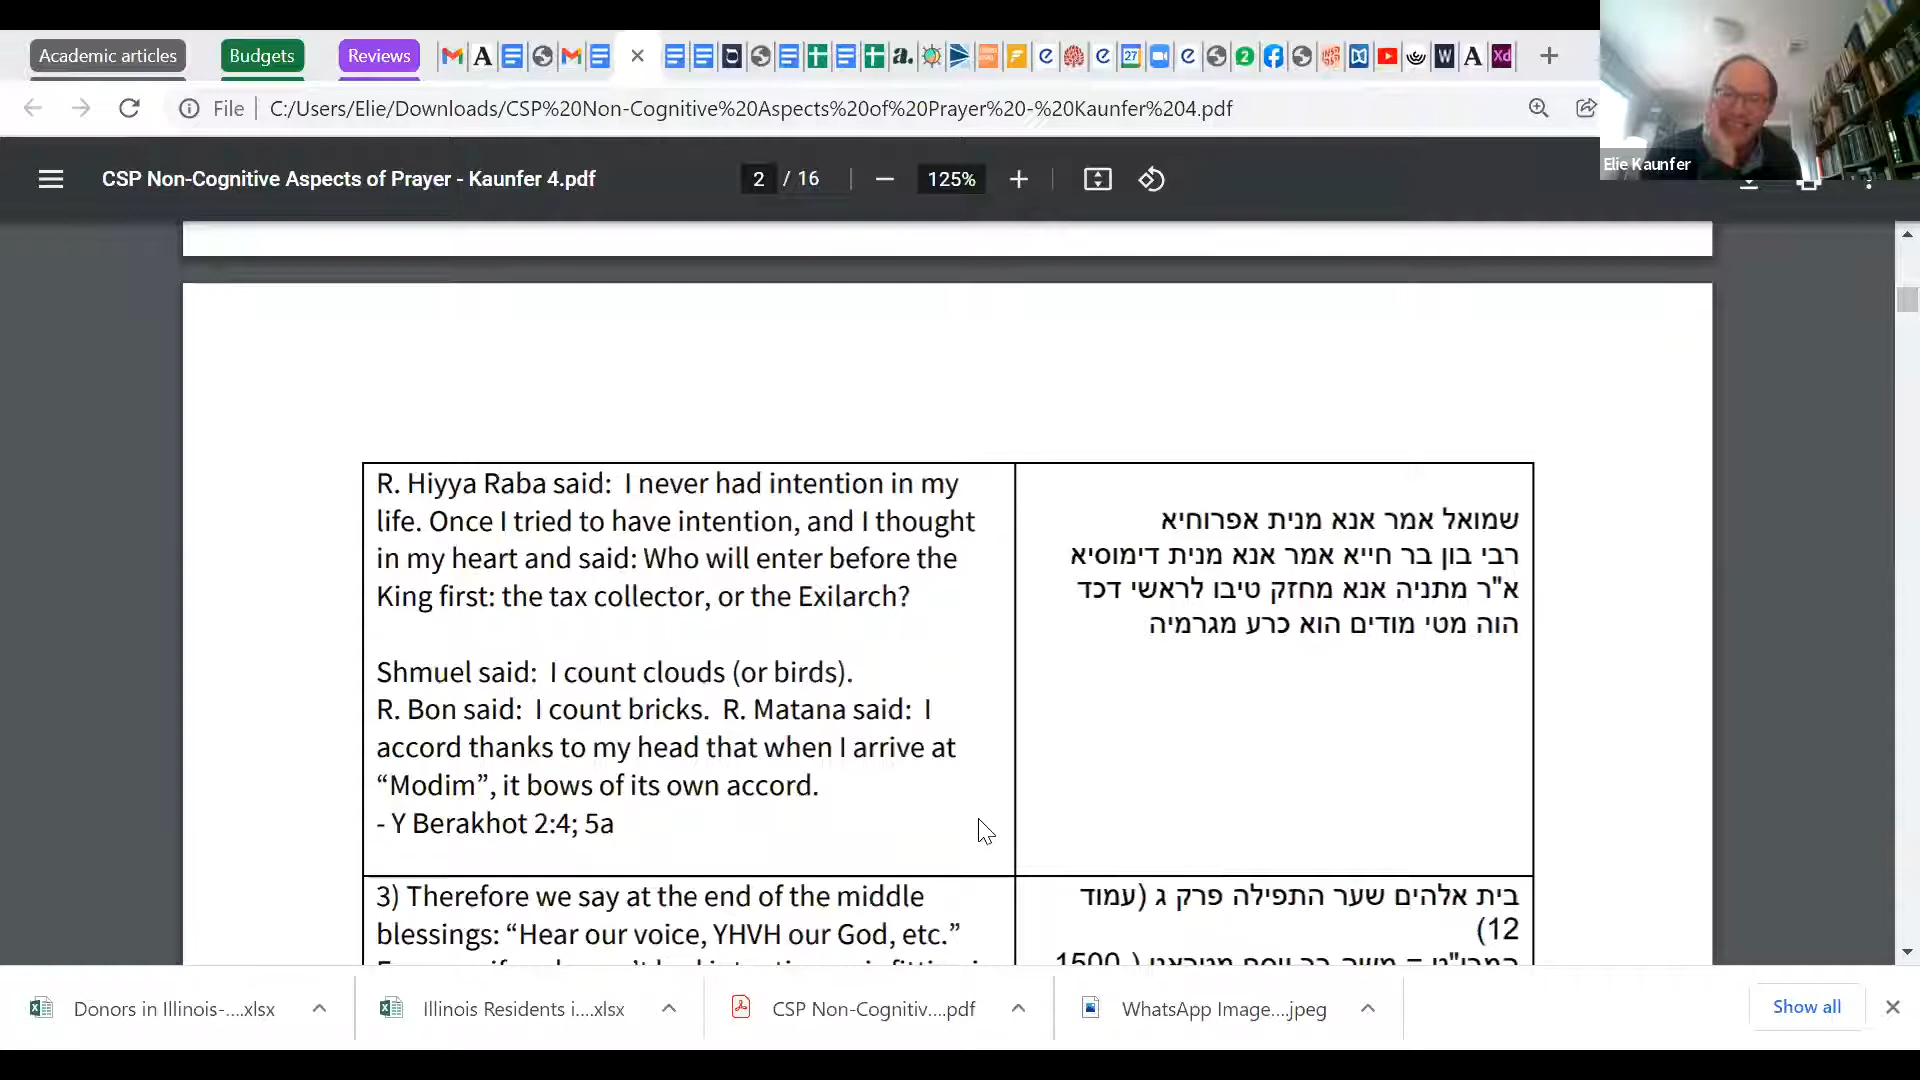 Academic articles
Budgets
Reviews
File
C:/Users/Elie/Downloads/CSP%20Non-Cognitive%20Aspects%20of%20Prayer%20-%20Kaunfer%204.pdf
Elie Kaunfer
CSP Non-Cognitive Aspects of Prayer - Kaunfer 4.pdf
2 / 16
125%
R. Hiyya Raba said: I never had intention in my
life. Once I tried to have intention, and I thought
in my heart and said: Who will enter before the
King first: the tax collector, or the Exilarch?
Shmuel said: I count clouds (or birds).
R. Bon said: I count bricks. R. Matana said: I
accord thanks to my head that when I arrive at
“Modim”, it bows of its own accord.
- Y Berakhot 2:4; 5a
שמואל אמר אנא מנית אפרוחיא
רבי בון בר חייא אמר אנא מנית דימוסיא
א"ר מתניה אנא מחזק טיבו לראשי דכד
הוה מטי מודים הוא כרע מגרמיה
3) Therefore we say at the end of the middle
blessings: “Hear our voice, YHVH our God, etc.”
בית אלהים שער התפילה פרק ג (עמוד
12)
Donors in Illinois-....xlsx
Illinois Residents i....xlsx
CSP Non-Cognitiv....pdf
WhatsApp Image....jpeg
Show all